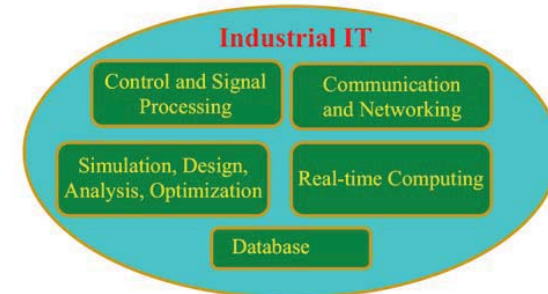 Industrial IT
Control and Signal
Processing
Communication
and Networking
Simulation, Design,
Analysis, Optimization
Real-time Computing
Database